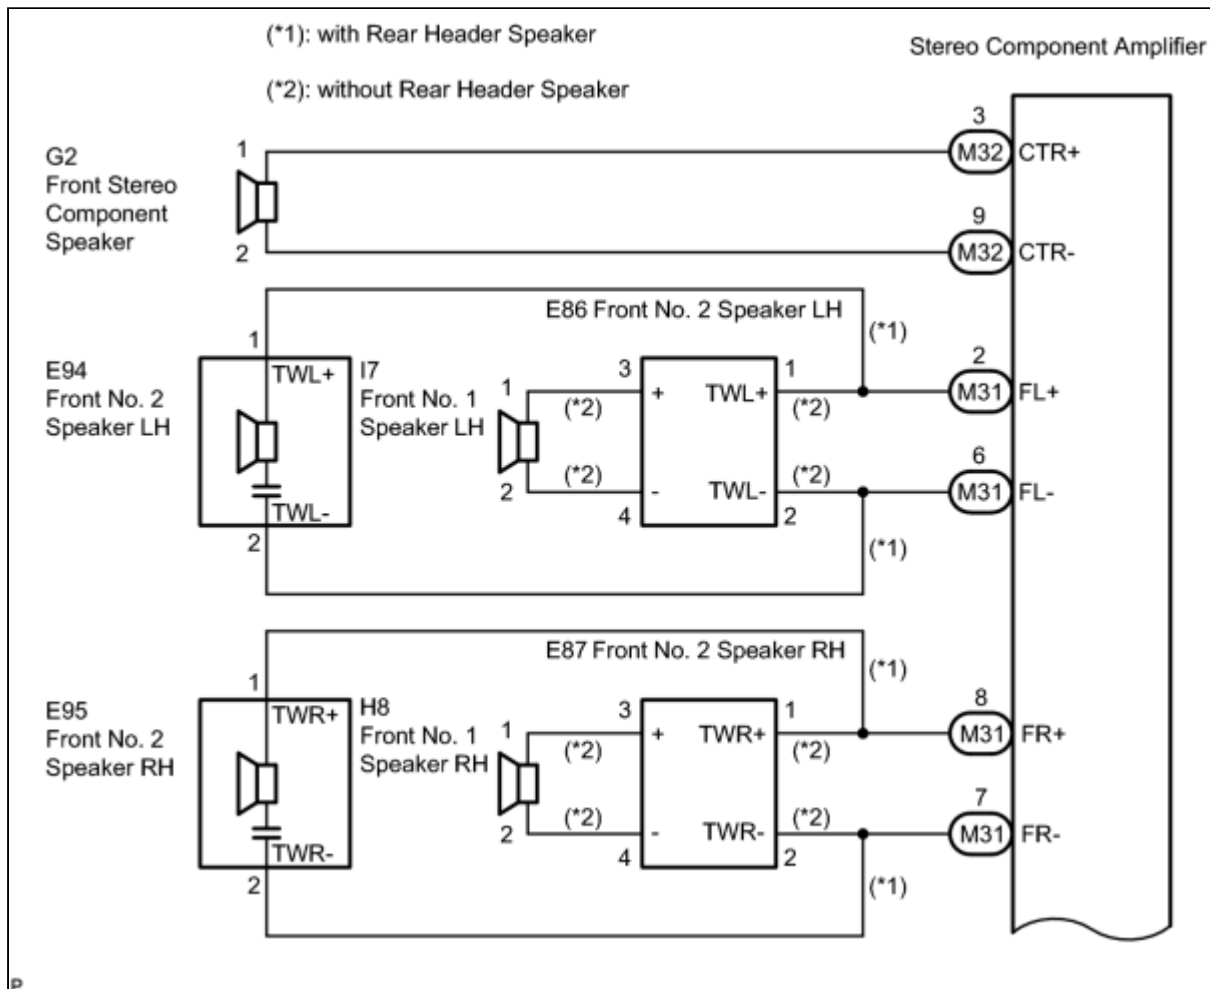 (*1): with Rear Header Speaker
Stereo Component Amplifier
(*2): without Rear Header Speaker
G2
Front Stereo
Component
Speaker
1
2
3
M32
CTR+
9
M32
CTR-
E86 Front No. 2 Speaker LH
(*1)
E94
Front No. 2
Speaker LH
1
TWL+
TWL-
2
I7
Front No. 1
Speaker LH
1
2
(*2)
(*2)
3
+
-
4
TWL+
TWL-
1
(*2)
(*2)
2
(*1)
2
M31
FL+
6
M31
FL-
E87 Front No. 2 Speaker RH
(*1)
E95
Front No. 2
Speaker RH
1
TWR+
TWR-
2
H8
Front No. 1
Speaker RH
1
2
(*2)
(*2)
3
+
-
4
TWR+
TWR-
1
(*2)
(*2)
2
(*1)
8
M31
FR+
7
M31
FR-
P